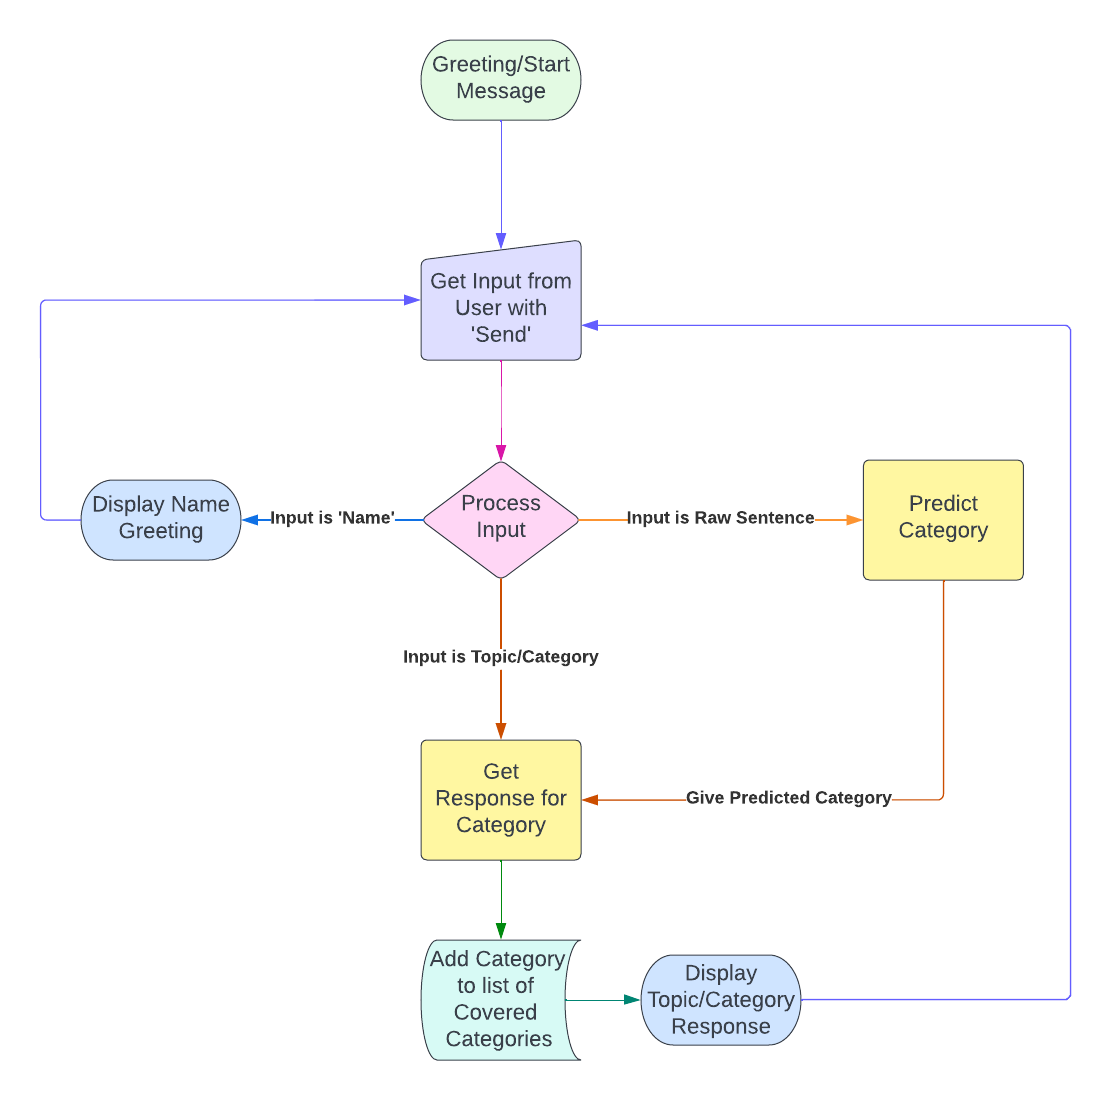 Greeting/Start
Message
Get Input from
User with
'Send'
Process
Input
Input is 'Name'
Display Name
Greeting
Input is Raw Sentence
Predict
Category
Input is Topic/Category
Get
Response for
Category
Give Predicted Category
Add Category
to list of
Covered
Categories
Display
Topic/Category
Response